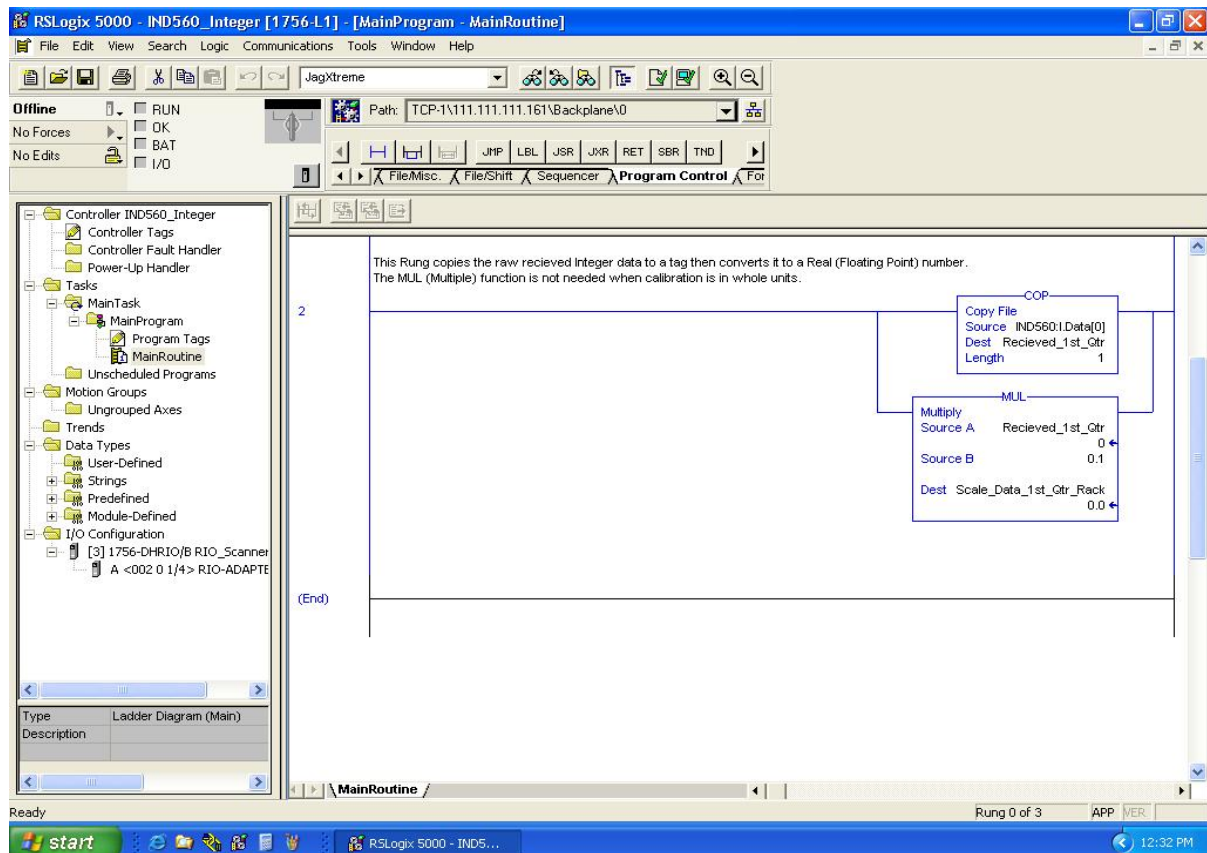 RSLogix 5000 - IND560_Integer [1756-L1] - [MainProgram - MainRoutine]
File Edit View Search Logic Communications Tools Window Help
JagXtreme
Offline
RUN
No Forces
OK
No Edits
BAT
I/O
Path: TCP-1\111.111.111.161\Backplane\0
JMP LBL JSR JXR RET SBR TND
File/Misc. File/Shift Sequencer Program Control For
Controller IND560_Integer
Controller Tags
Controller Fault Handler
Power-Up Handler
Tasks
MainTask
MainProgram
Program Tags
MainRoutine
Unscheduled Programs
Motion Groups
Ungrouped Axes
Trends
Data Types
User-Defined
Strings
Predefined
Module-Defined
I/O Configuration
[3] 1756-DHRIO/B RIO_Scanner
A <002 0 1/4> RIO-ADAPTE
Type Ladder Diagram (Main)
Description
This Rung copies the raw recieved Integer data to a tag then converts it to a Real (Floating Point) number.
The MUL (Multiple) function is not needed when calibration is in whole units.
2
COP
Copy File
Source IND560:I.Data[0]
Dest Recieved_1st_Qtr
Length 1
MUL
Multiply
Source A Recieved_1st_Qtr
0
Source B 0.1
Dest Scale_Data_1st_Qtr_Rack
0.0
(End)
MainRoutine
Ready
Rung 0 of 3 APP VER
start
RSLogix 5000 - IND5...
12:32 PM